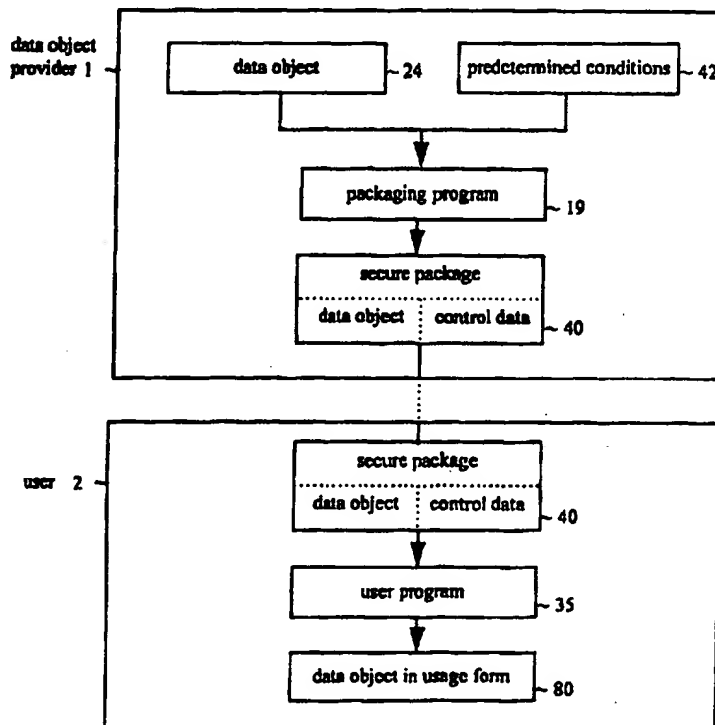 data object
provider 1
data object
24
predetermined conditions
42
packaging program
19
secure package
data object control data
40
user 2
secure package
data object control data
40
user program
35
data object in usage form
80